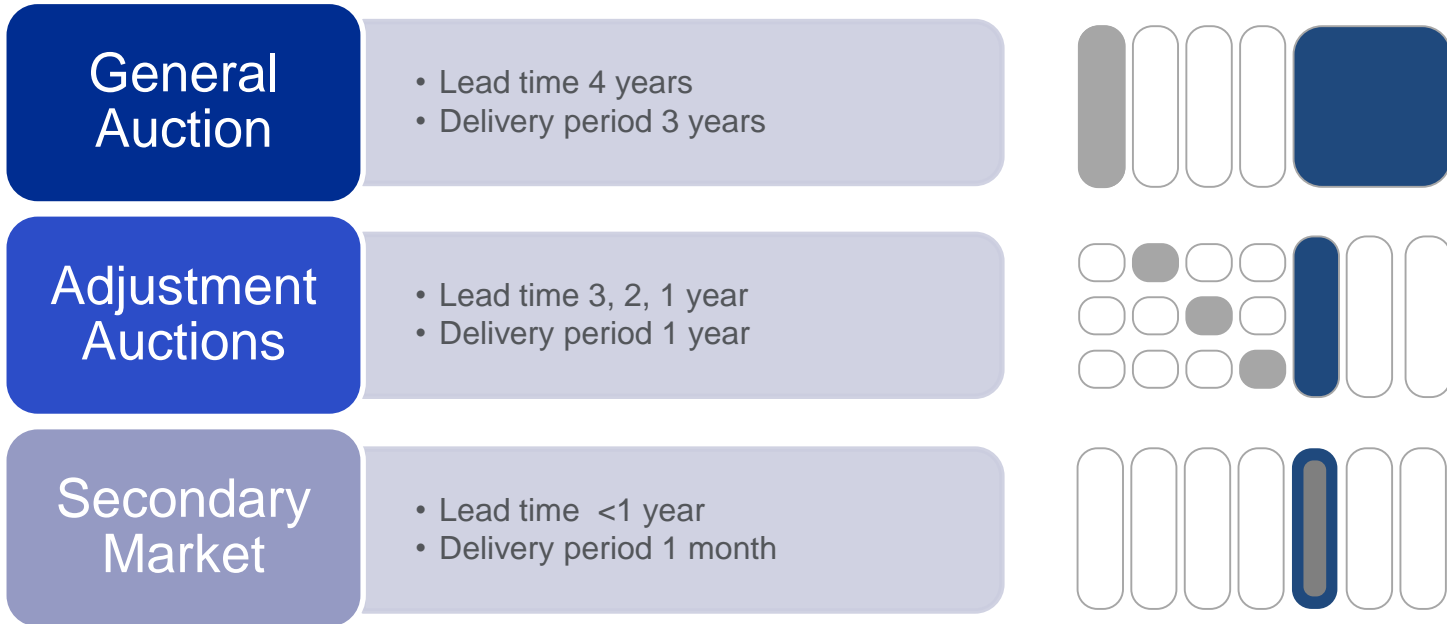 General
Auction
• Lead time 4 years
• Delivery period 3 years
Adjustment
Auctions
• Lead time 3, 2, 1 year
• Delivery period 1 year
Secondary
Market
• Lead time  <1 year
• Delivery period 1 month